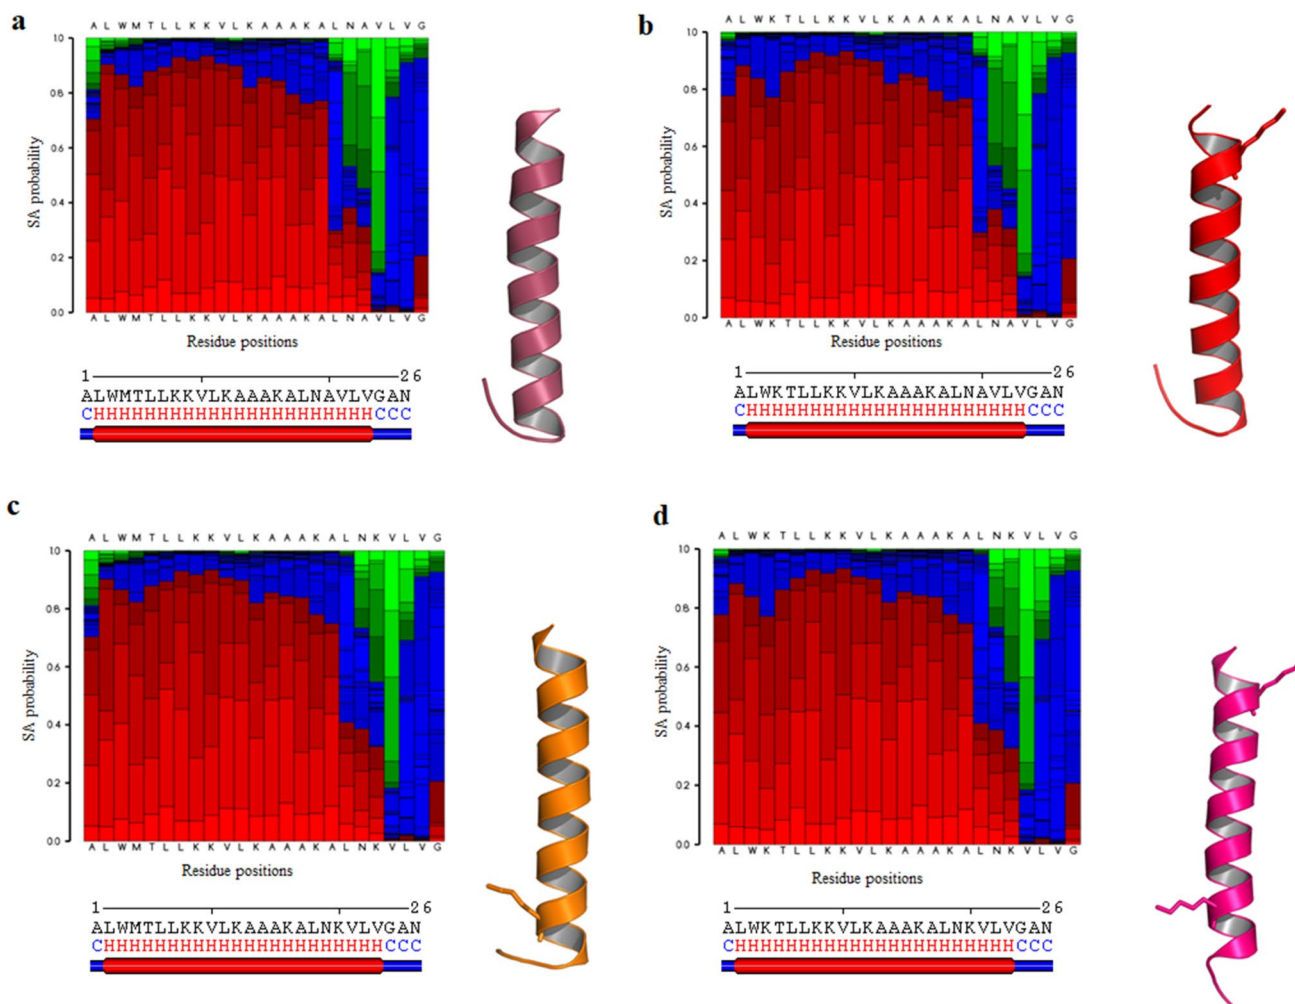 a
A L W M T L L K K V L K A A A K A L N A V L V G
1.0
0.8
0.6
0.4
0.2
0.0
SA probability
A L W M T L L K K V L K A A A K A L N A V L V G
Residue positions
1 26
ALWMTLLKKVLKAAAKALNAVLVGAN
CHHHHHHHHHHHHHHHHHHHHHHCCC
b
A L W K T L L K K V L K A A A K A L N A V L V G
1.0
0.8
0.6
0.4
0.2
0.0
SA probability
A L W K T L L K K V L K A A A K A L N A V L V G
Residue positions
1 26
ALWKTLLKKVLKAAAKALNAVLVGAN
CHHHHHHHHHHHHHHHHHHHHHHCCC
c
A L W M T L L K K V L K A A A K A L N K V L V G
1.0
0.8
0.6
0.4
0.2
0.0
SA probability
A L W M T L L K K V L K A A A K A L N K V L V G
Residue positions
1 26
ALWMTLLKKVLKAAAKALNKVLVGAN
CHHHHHHHHHHHHHHHHHHHHHHCCC
d
A L W K T L L K K V L K A A A K A L N K V L V G
1.0
0.8
0.6
0.4
0.2
0.0
SA probability
A L W K T L L K K V L K A A A K A L N K V L V G
Residue positions
1 26
ALWKTLLKKVLKAAAKALNKVLVGAN
CHHHHHHHHHHHHHHHHHHHHHHCCC